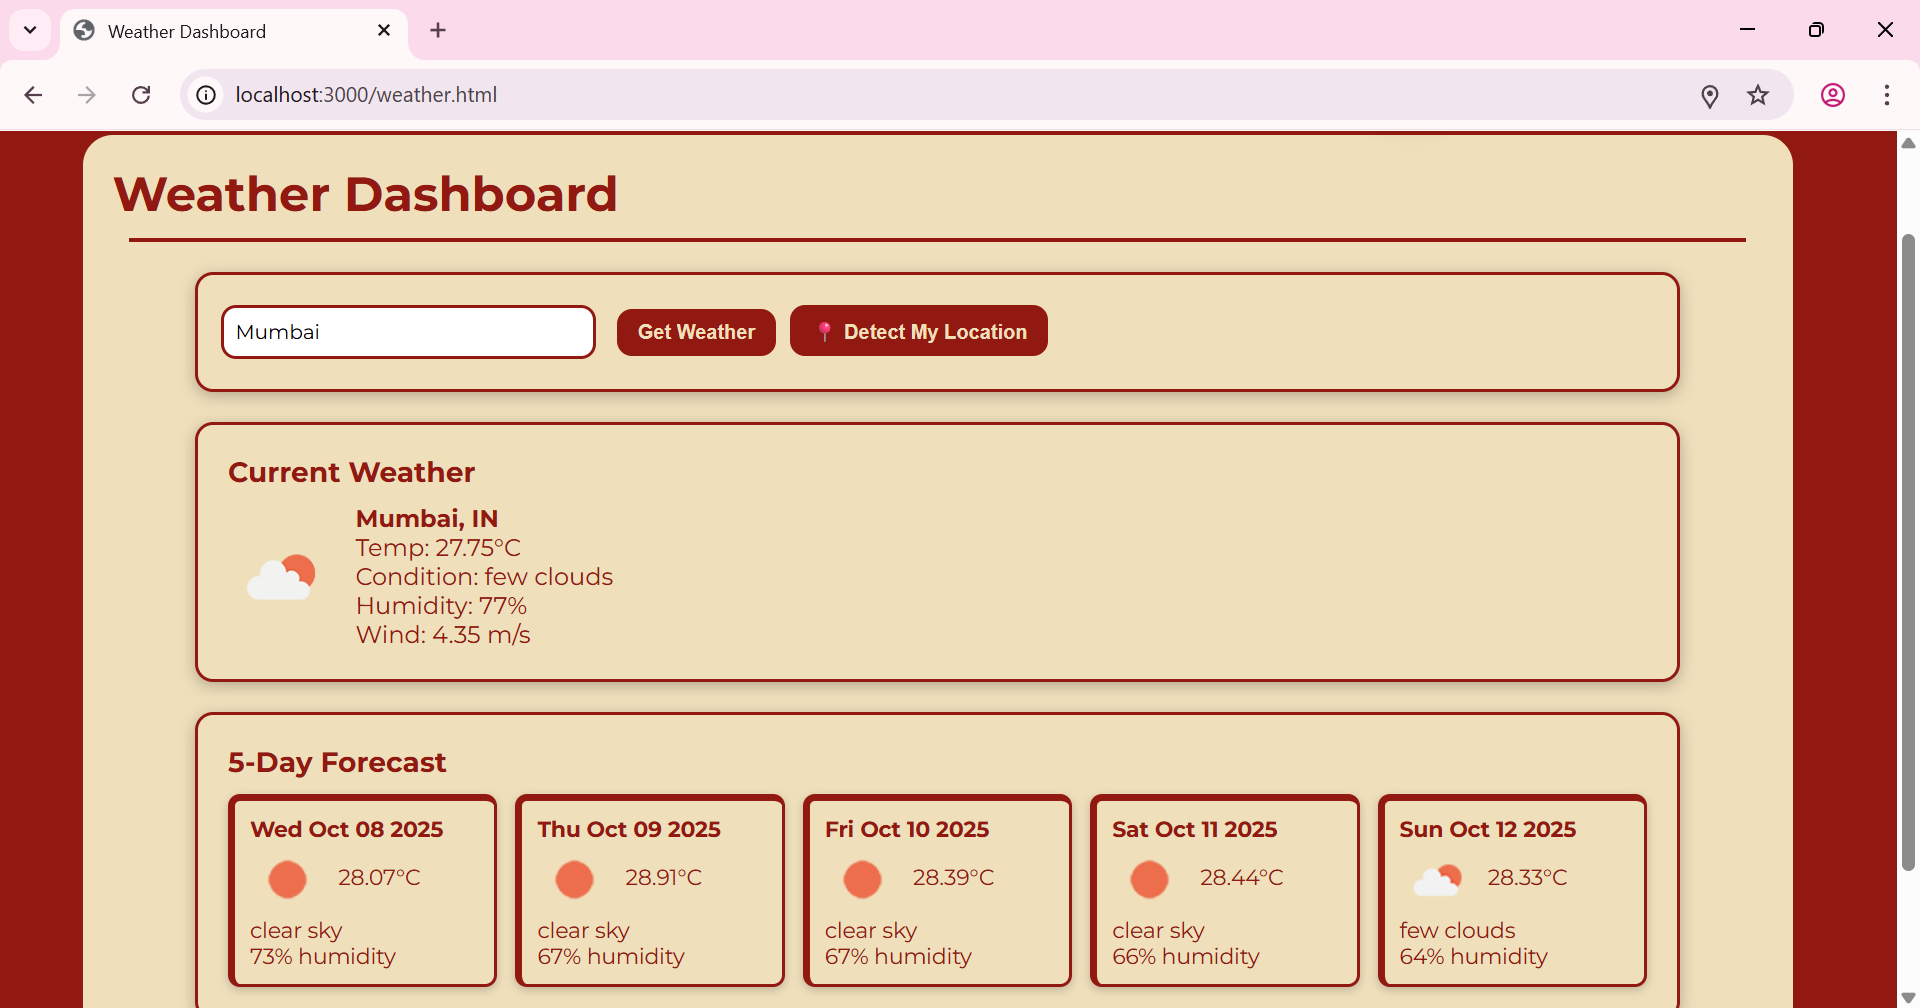 Weather Dashboard
localhost:3000/weather.html
Weather Dashboard
Mumbai
Get Weather
📍 Detect My Location
Current Weather
Mumbai, IN
Temp: 27.75°C
Condition: few clouds
Humidity: 77%
Wind: 4.35 m/s
5-Day Forecast
Wed Oct 08 2025
28.07°C
clear sky
73% humidity
Thu Oct 09 2025
28.91°C
clear sky
67% humidity
Fri Oct 10 2025
28.39°C
clear sky
67% humidity
Sat Oct 11 2025
28.44°C
clear sky
66% humidity
Sun Oct 12 2025
28.33°C
few clouds
64% humidity